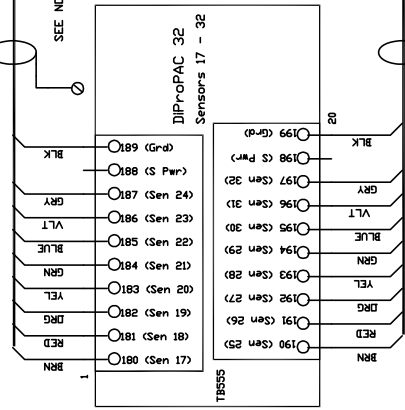 SEE ND
DiProPAC 32
Sensors 17 - 32
20
189 (Grd)
188 (S Pwr)
187 (Sen 24)
186 (Sen 23)
185 (Sen 22)
184 (Sen 21)
183 (Sen 20)
182 (Sen 19)
181 (Sen 18)
180 (Sen 17)
BLK
GRY
VLT
BLUE
GRN
YEL
ORG
RED
BRN
1
199 (Grd)
198 (S Pwr)
197 (Sen 32)
196 (Sen 31)
195 (Sen 30)
194 (Sen 29)
193 (Sen 28)
192 (Sen 27)
191 (Sen 26)
190 (Sen 25)
BLK
GRY
VLT
BLUE
GRN
YEL
ORG
RED
BRN
TB555